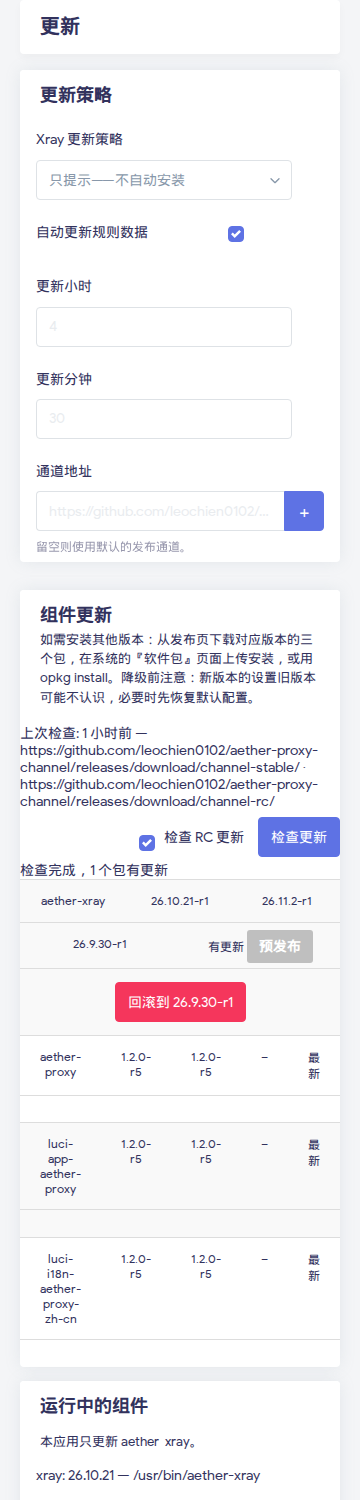 更新
更新策略
Xray 更新策略
只提示——不自动安装
自动更新规则数据
更新小时
4
更新分钟
30
通道地址
https://github.com/leochien0102/...
+
留空则使用默认的发布通道。
组件更新
如需安装其他版本：从发布页下载对应版本的三
个包，在系统的『软件包』页面上传安装，或用
opkg install。降级前注意：新版本的设置旧版本
可能不认识，必要时先恢复默认配置。
上次检查: 1 小时前 —
https://github.com/leochien0102/aether-proxy-
channel/releases/download/channel-stable/ ·
https://github.com/leochien0102/aether-proxy-
channel/releases/download/channel-rc/
检查 RC 更新 检查更新
检查完成，1 个包有更新
aether-xray 26.10.21-r1 26.11.2-r1
26.9.30-r1 有更新 预发布
回滚到 26.9.30-r1
aether- 1.2.0- 1.2.0- – 最
proxy r5 r5 新
luci- 1.2.0- 1.2.0- – 最
app- r5 r5 新
aether-
proxy
luci- 1.2.0- 1.2.0- – 最
i18n- r5 r5 新
aether-
proxy-
zh-cn
运行中的组件
本应用只更新 aether xray。
xray: 26.10.21 — /usr/bin/aether-xray